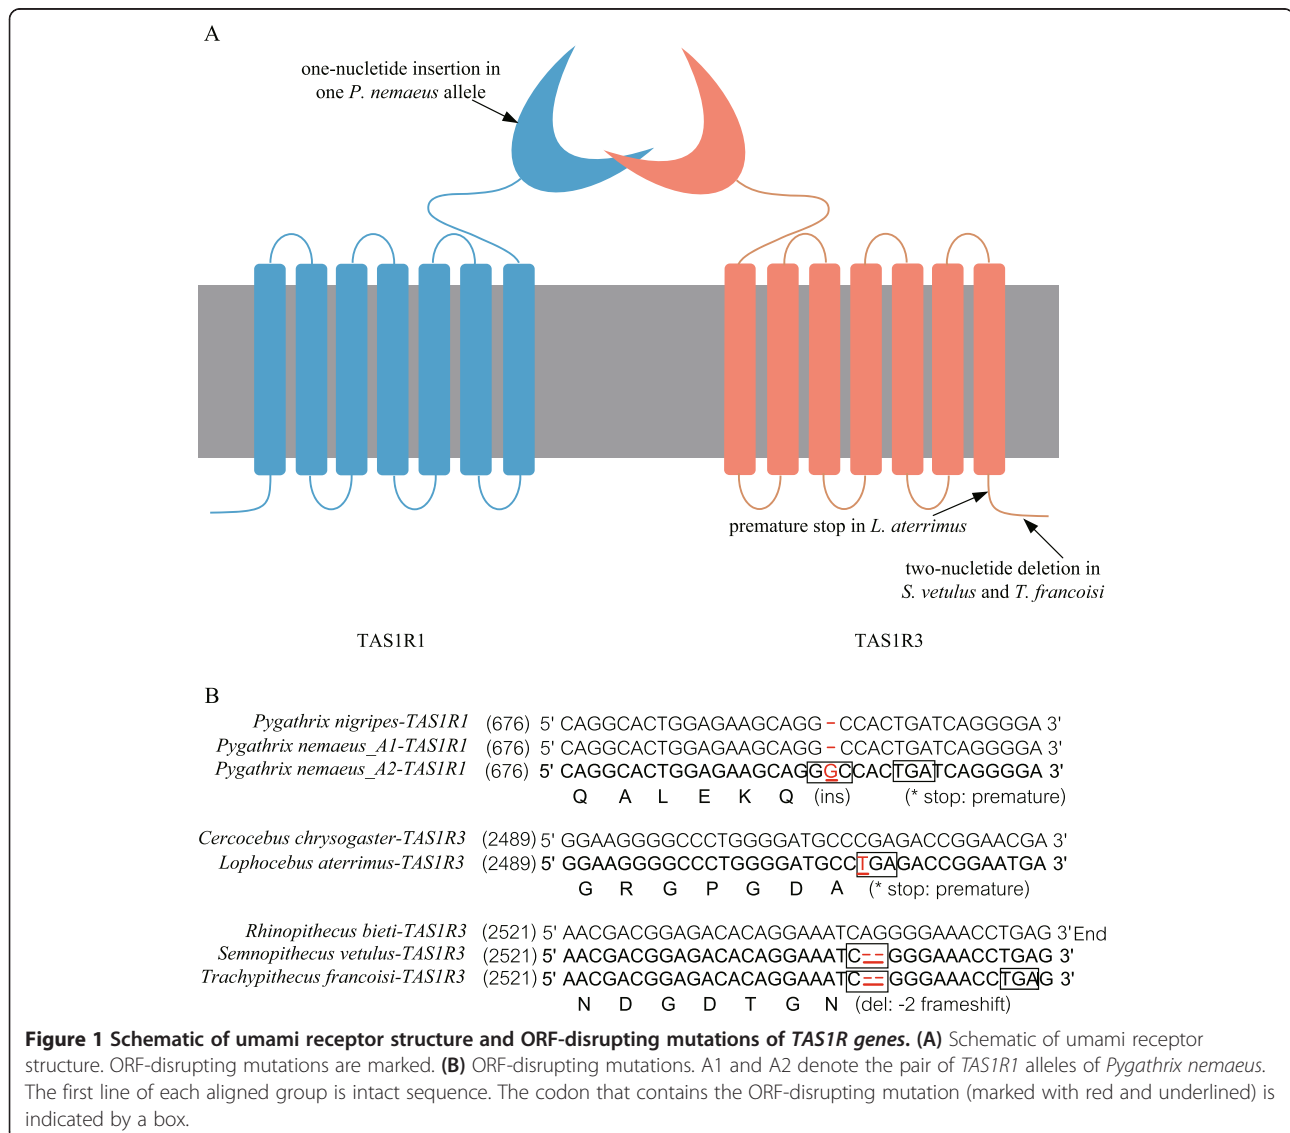 A
one-nucletide insertion in
one P. nemaeus allele
premature stop in L. aterrimus
two-nucletide deletion in
S. vetulus and T. francoisi
TAS1R1
TAS1R3
B
Pygathrix nigripes-TAS1R1 (676) 5' CAGGCACTGGAGAAGCAGG-CCACTGATCAGGGGA 3'
Pygathrix nemaeus_A1-TAS1R1 (676) 5' CAGGCACTGGAGAAGCAGG-CCACTGATCAGGGGA 3'
Pygathrix nemaeus_A2-TAS1R1 (676) 5' CAGGCACTGGAGAAGCAGGGCCACTGATCAGGGGA 3'
Q A L E K Q (ins) (* stop: premature)
Cercocebus chrysogaster-TAS1R3 (2489) 5' GGAAGGGGCCCTGGGGATGCCCGAGACCGGAACGA 3'
Lophocebus aterrimus-TAS1R3 (2489) 5' GGAAGGGGCCCTGGGGATGCCTGAGACCGGAATGA 3'
G R G P G D A (* stop: premature)
Rhinopithecus bieti-TAS1R3 (2521) 5' AACGACGGAGACACAGGAAATCAGGGGAAACCTGAG 3'End
Semnopithecus vetulus-TAS1R3 (2521) 5' AACGACGGAGACACAGGAAATC--GGGAAACCTGAG 3'
Trachypithecus francoisi-TAS1R3 (2521) 5' AACGACGGAGACACAGGAAATC--GGGAAACCTGAG 3'
N D G D T G N (del: -2 frameshift)
Figure 1 Schematic of umami receptor structure and ORF-disrupting mutations of TAS1R genes. (A) Schematic of umami receptor
structure. ORF-disrupting mutations are marked. (B) ORF-disrupting mutations. A1 and A2 denote the pair of TAS1R1 alleles of Pygathrix nemaeus.
The first line of each aligned group is intact sequence. The codon that contains the ORF-disrupting mutation (marked with red and underlined) is
indicated by a box.